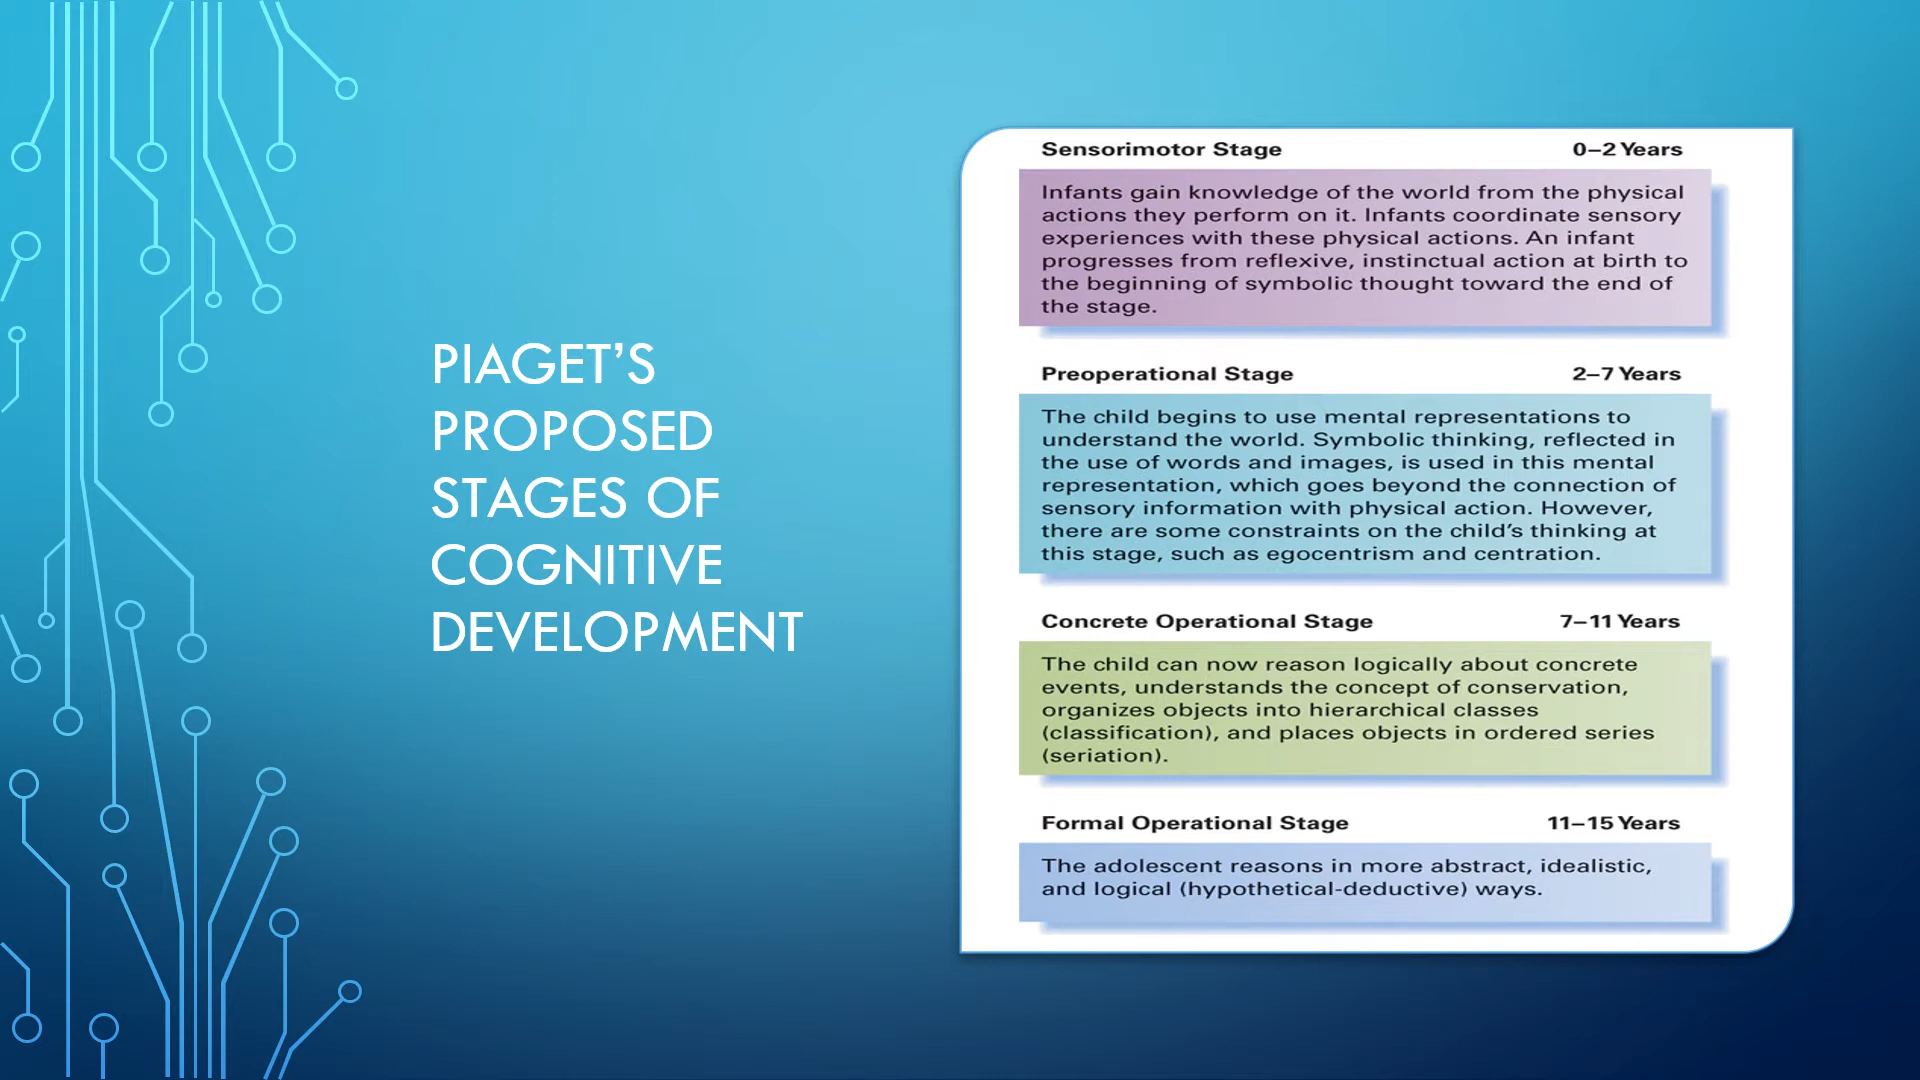 PIAGET’S
PROPOSED
STAGES OF
COGNITIVE
DEVELOPMENT
Sensorimotor Stage 0–2 Years
Infants gain knowledge of the world from the physical
actions they perform on it. Infants coordinate sensory
experiences with these physical actions. An infant
progresses from reflexive, instinctual action at birth to
the beginning of symbolic thought toward the end of
the stage.
Preoperational Stage 2–7 Years
The child begins to use mental representations to
understand the world. Symbolic thinking, reflected in
the use of words and images, is used in this mental
representation, which goes beyond the connection of
sensory information with physical action. However,
there are some constraints on the child’s thinking at
this stage, such as egocentrism and centration.
Concrete Operational Stage 7–11 Years
The child can now reason logically about concrete
events, understands the concept of conservation,
organizes objects into hierarchical classes
(classification), and places objects in ordered series
(seriation).
Formal Operational Stage 11–15 Years
The adolescent reasons in more abstract, idealistic,
and logical (hypothetical-deductive) ways.